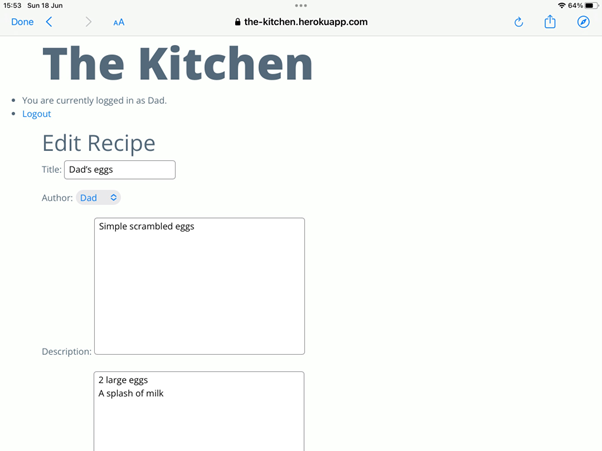 15:53 Sun 18 Jun 64%
Done AA the-kitchen.herokuapp.com
The Kitchen
You are currently logged in as Dad.
Logout
Edit Recipe
Title: Dad's eggs
Author: Dad
Simple scrambled eggs
Description:
2 large eggs
A splash of milk